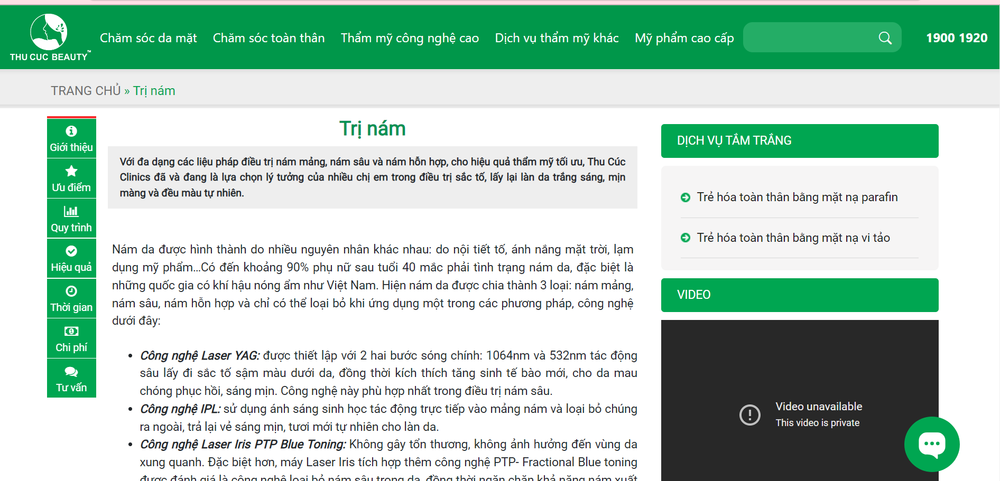 THU CUC BEAUTY™
Chăm sóc da mặt
Chăm sóc toàn thân
Thẩm mỹ công nghệ cao
Dịch vụ thẩm mỹ khác
Mỹ phẩm cao cấp
1900 1920
TRANG CHỦ » Trị nám
Giới thiệu
Ưu điểm
Quy trình
Hiệu quả
Thời gian
Chi phí
Tư vấn
Trị nám
Với đa dạng các liệu pháp điều trị nám mảng, nám sâu và nám hỗn hợp, cho hiệu quả thẩm mỹ tối ưu, Thu Cúc
Clinics đã và đang là lựa chọn lý tưởng của nhiều chị em trong điều trị sắc tố, lấy lại làn da trắng sáng, mịn
màng và đều màu tự nhiên.
Nám da được hình thành do nhiều nguyên nhân khác nhau: do nội tiết tố, ánh nắng mặt trời, lạm
dụng mỹ phẩm...Có đến khoảng 90% phụ nữ sau tuổi 40 mắc phải tình trạng nám da, đặc biệt là
những quốc gia có khí hậu nóng ẩm như Việt Nam. Hiện nám da được chia thành 3 loại: nám mảng,
nám sâu, nám hỗn hợp và chỉ có thể loại bỏ khi ứng dụng một trong các phương pháp, công nghệ
dưới đây:
• Công nghệ Laser YAG: được thiết lập với 2 hai bước sóng chính: 1064nm và 532nm tác động
sâu lấy đi sắc tố sậm màu dưới da, đồng thời kích thích tăng sinh tế bào mới, cho da mau
chóng phục hồi, sáng mịn. Công nghệ này phù hợp nhất trong điều trị nám sâu.
• Công nghệ IPL: sử dụng ánh sáng sinh học tác động trực tiếp vào mảng nám và loại bỏ chúng
ra ngoài, trả lại vẻ sáng mịn, tươi mới tự nhiên cho làn da.
• Công nghệ Laser Iris PTP Blue Toning: Không gây tổn thương, không ảnh hưởng đến vùng da
xung quanh. Đặc biệt hơn, máy Laser Iris tích hợp thêm công nghệ PTP- Fractional Blue toning
được đánh giá là công nghệ loại bỏ nám sâu trong da, đồng thời ngăn chặn khả năng nám xuất
DỊCH VỤ TẮM TRẮNG
Trẻ hóa toàn thân bằng mặt nạ parafin
Trẻ hóa toàn thân bằng mặt nạ vi tảo
VIDEO
Video unavailable
This video is private